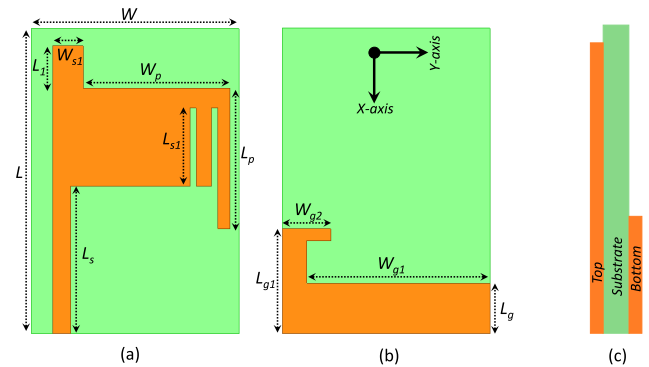 W
W_s1
L_1
W_p
L_s1
L_p
L
L_s
(a)
Y-axis
X-axis
W_g2
W_g1
L_g1
L_g
(b)
Top
Substrate
Bottom
(c)